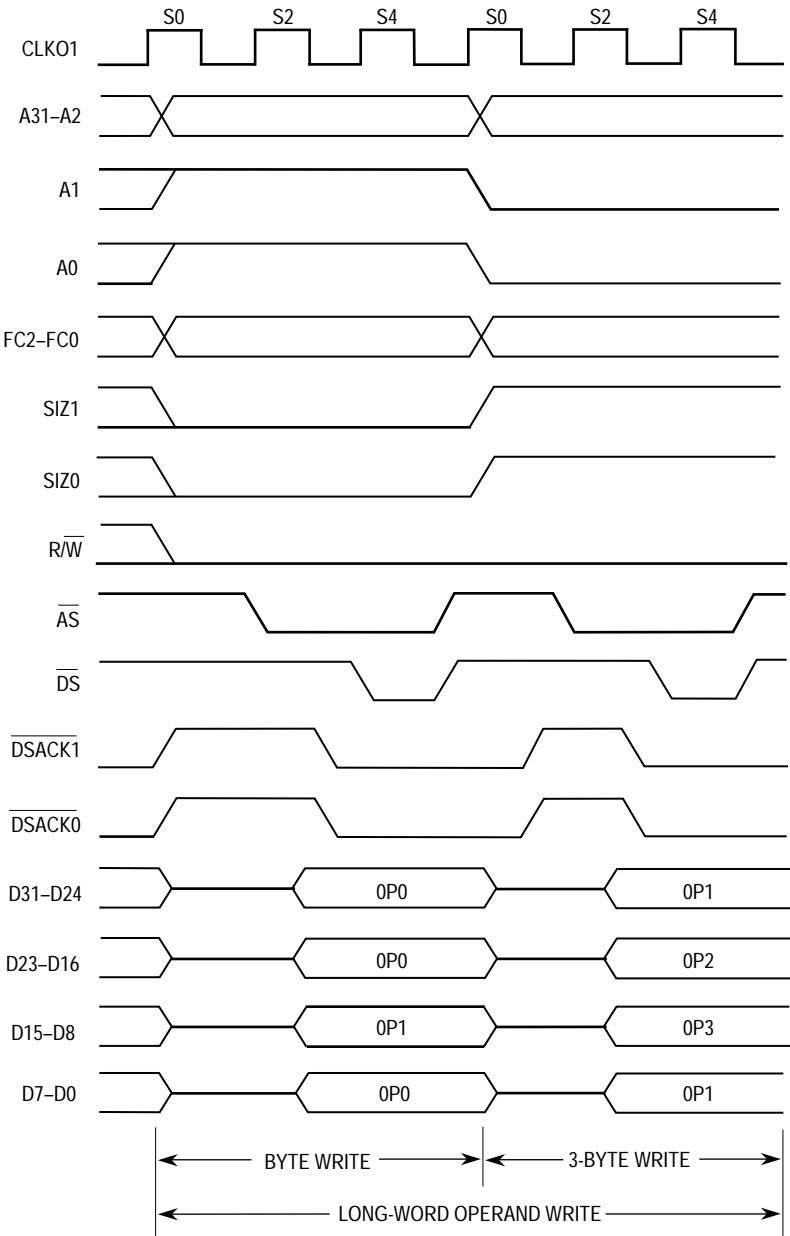 S0 S2 S4 S0 S2 S4
CLKO1
A31–A2
A1
A0
FC2–FC0
SIZ1
SIZ0
R/W
AS
DS
DSACK1
DSACK0
D31–D24 0P0 0P1
D23–D16 0P0 0P2
D15–D8 0P1 0P3
D7–D0 0P0 0P1
BYTE WRITE 3-BYTE WRITE
LONG-WORD OPERAND WRITE